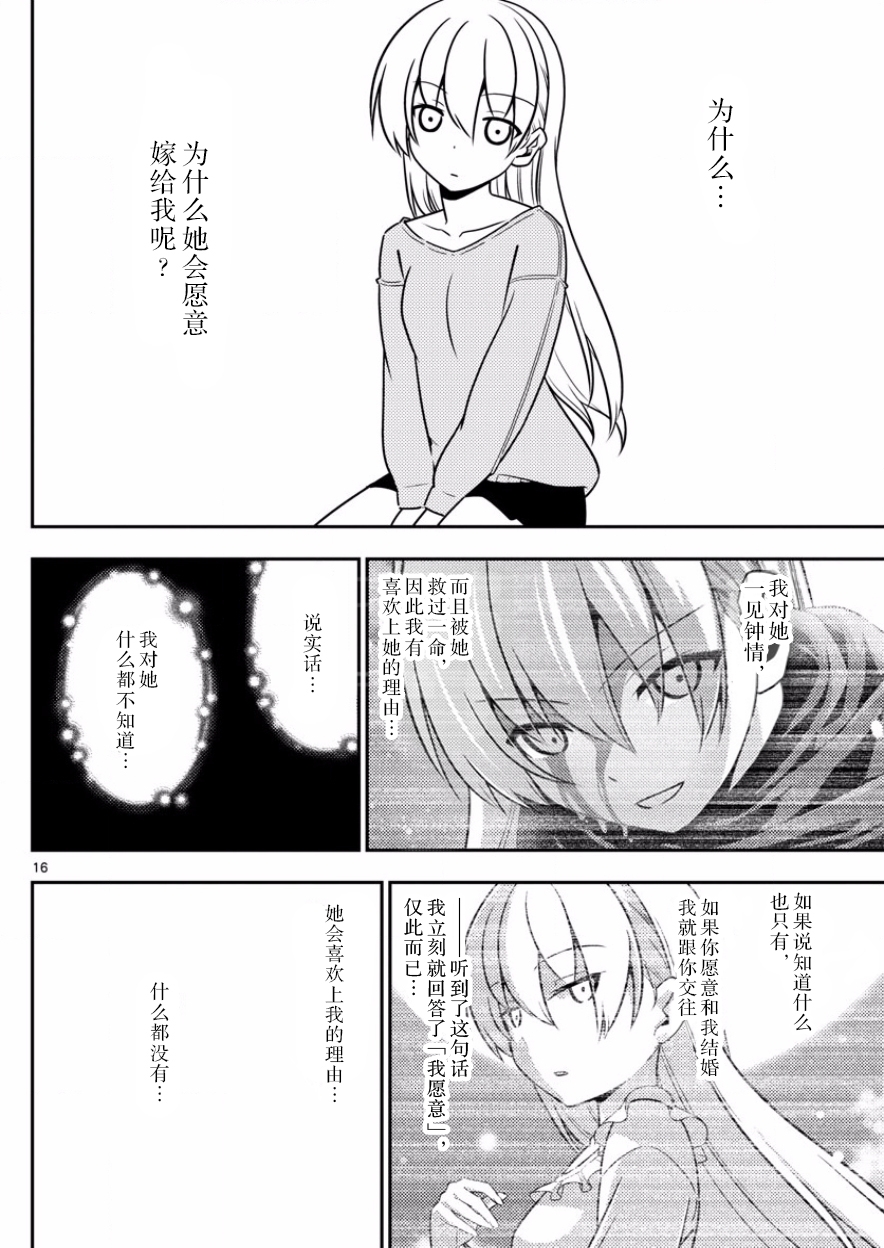 为什么…
为什么她会愿意
嫁给我呢？
我对她
一见钟情，
而且被她
救过一命，
因此我有
喜欢上她的理由…
说实话…
我对她
什么都不知道…
16
如果说知道什么
也只有，
如果你愿意和我结婚
我就跟你交往
——听到了这句话
我立刻就回答了「我愿意」，
仅此而已…
她会喜欢上我的理由…
什么都没有…